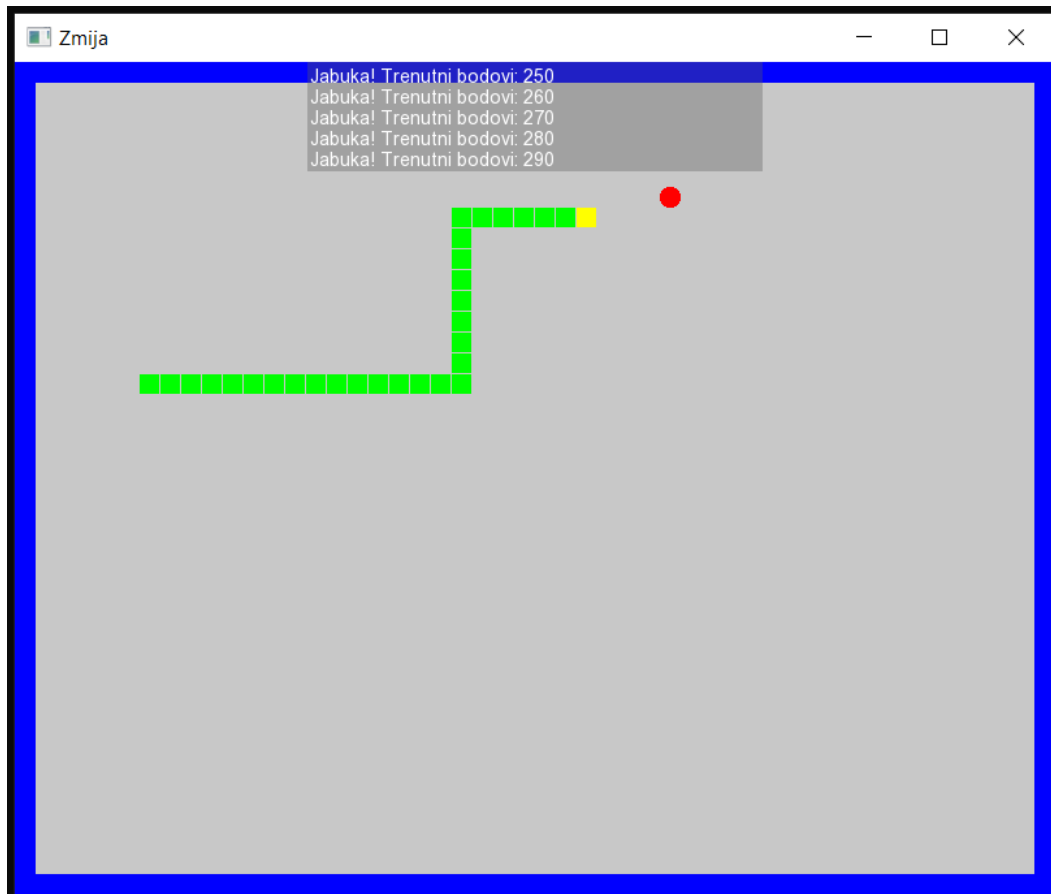 Zmija
Jabuka! Trenutni bodovi: 250
Jabuka! Trenutni bodovi: 260
Jabuka! Trenutni bodovi: 270
Jabuka! Trenutni bodovi: 280
Jabuka! Trenutni bodovi: 290